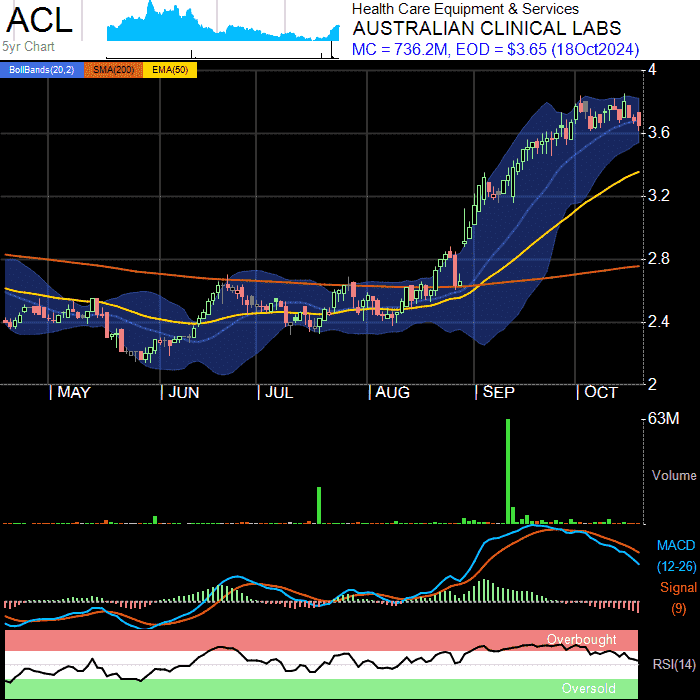 ACL
5yr Chart
Health Care Equipment & Services
AUSTRALIAN CLINICAL LABS
MC = 736.2M, EOD = $3.65 (18Oct2024)
BollBands(20,2) SMA(200) EMA(50)
4
3.6
3.2
2.8
2.4
2
MAY JUN JUL AUG SEP OCT
63M
Volume
MACD
(12-26)
Signal
(9)
Overbought
RSI(14)
Oversold